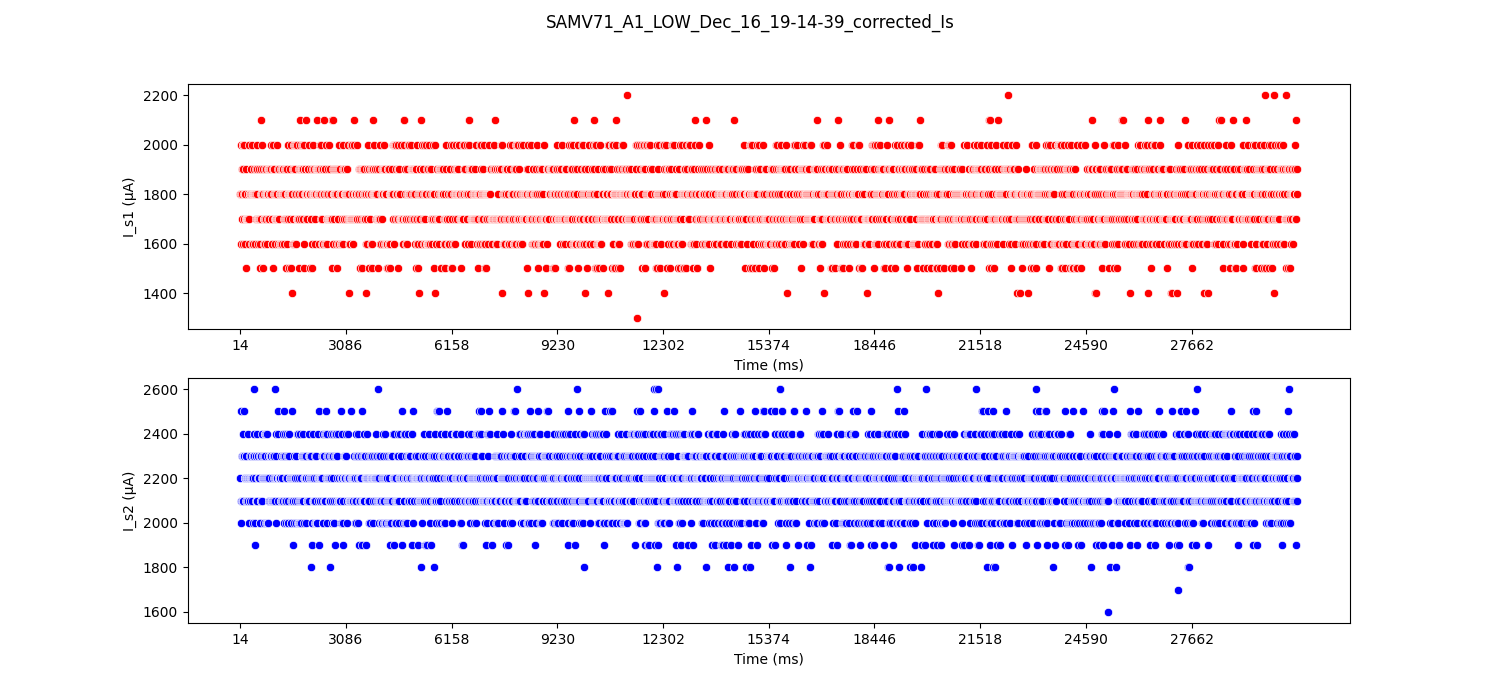 SAMV71_A1_LOW_Dec_16_19-14-39_corrected_Is
2200
2000
1800
1600
1400
I_s1 (µA)
14 3086 6158 9230 12302 15374 18446 21518 24590 27662
Time (ms)
2600
2400
2200
2000
1800
1600
I_s2 (µA)
14 3086 6158 9230 12302 15374 18446 21518 24590 27662
Time (ms)